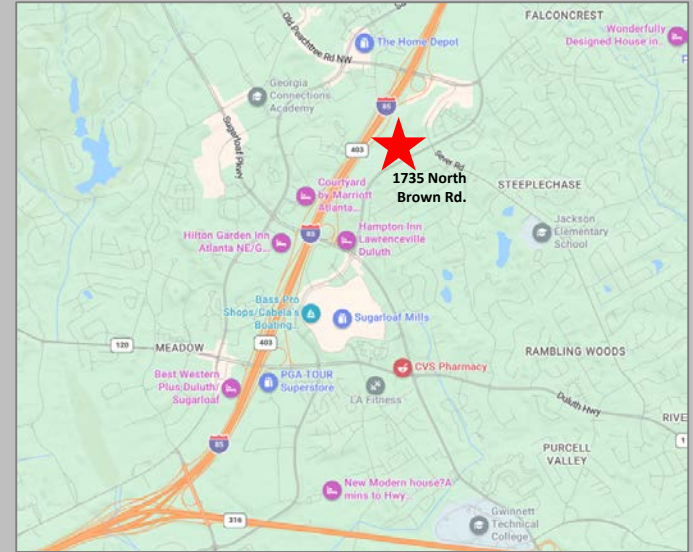 FALCONCREST
Wonderfully
Designed House in..
Old Peachtree Rd NW
The Home Depot
Georgia
Connections
Academy
85
Sugarloaf Pkwy
403
Sever Rd
1735 North
Brown Rd.
STEEPLECHASE
Courtyard
by Marriott
Atlanta...
Jackson
Elementary
School
Hilton Garden Inn
Atlanta NE/G...
85
Hampton Inn
Lawrenceville
Duluth
Bass Pro
Shops/Cabela's
Boating...
Sugarloaf Mills
120
MEADOW
403
RAMBLING WOODS
CVS Pharmacy
Best Western
Plus Duluth/
Sugarloaf
PGA TOUR
Superstore
LA Fitness
Duluth Hwy
RIVE
85
PURCELL
VALLEY
New Modern house?A
mins to Hwy...
316
Gwinnett
Technical
College